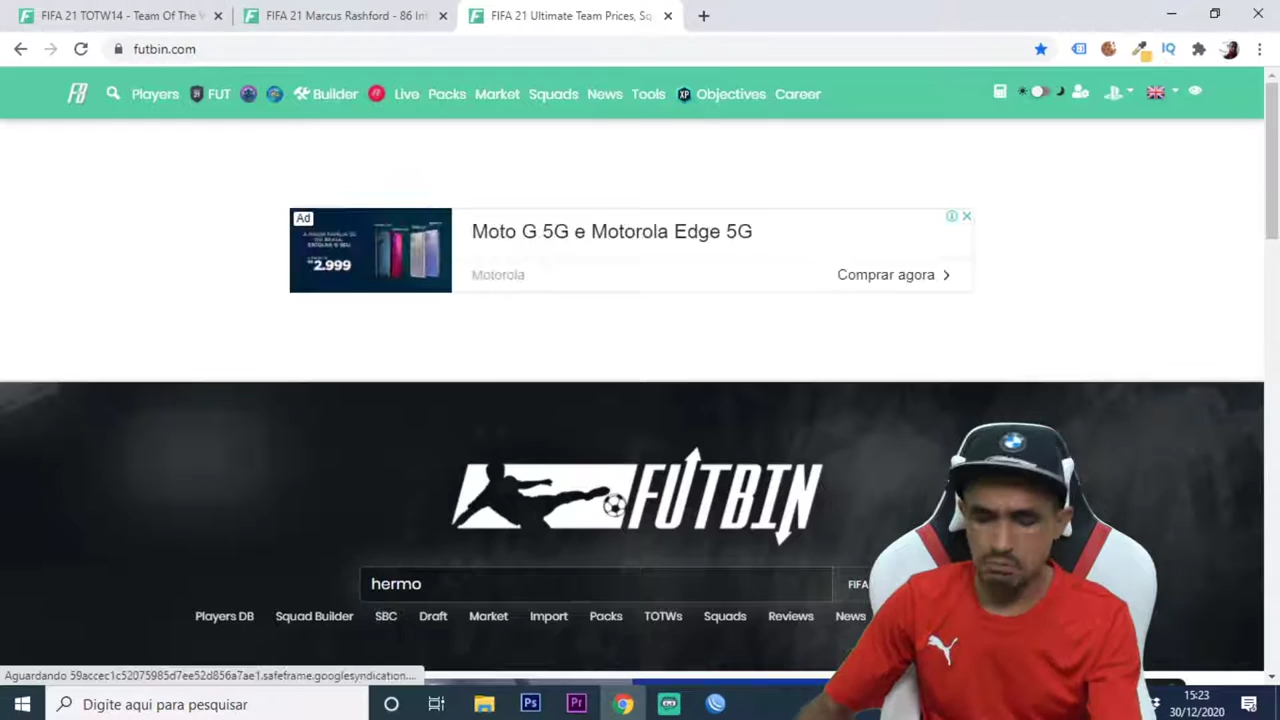 FIFA 21 TOTW14 - Team Of The
FIFA 21 Marcus Rashford - 86 In
FIFA 21 Ultimate Team Prices, Sq
futbin.com
Players FUT Builder Live Packs Market Squads News Tools Objectives Career
Ad
2.999
Moto G 5G e Motorola Edge 5G
Motorola
Comprar agora
FUTBIN
hermo
FIFA
Players DB Squad Builder SBC Draft Market Import Packs TOTWs Squads Reviews News
Aguardando 59accec1c52075985d7ee52d856a7ae1.safeframe.googlesyndication....
Digite aqui para pesquisar
Ps
Pr
15:23
30/12/2020